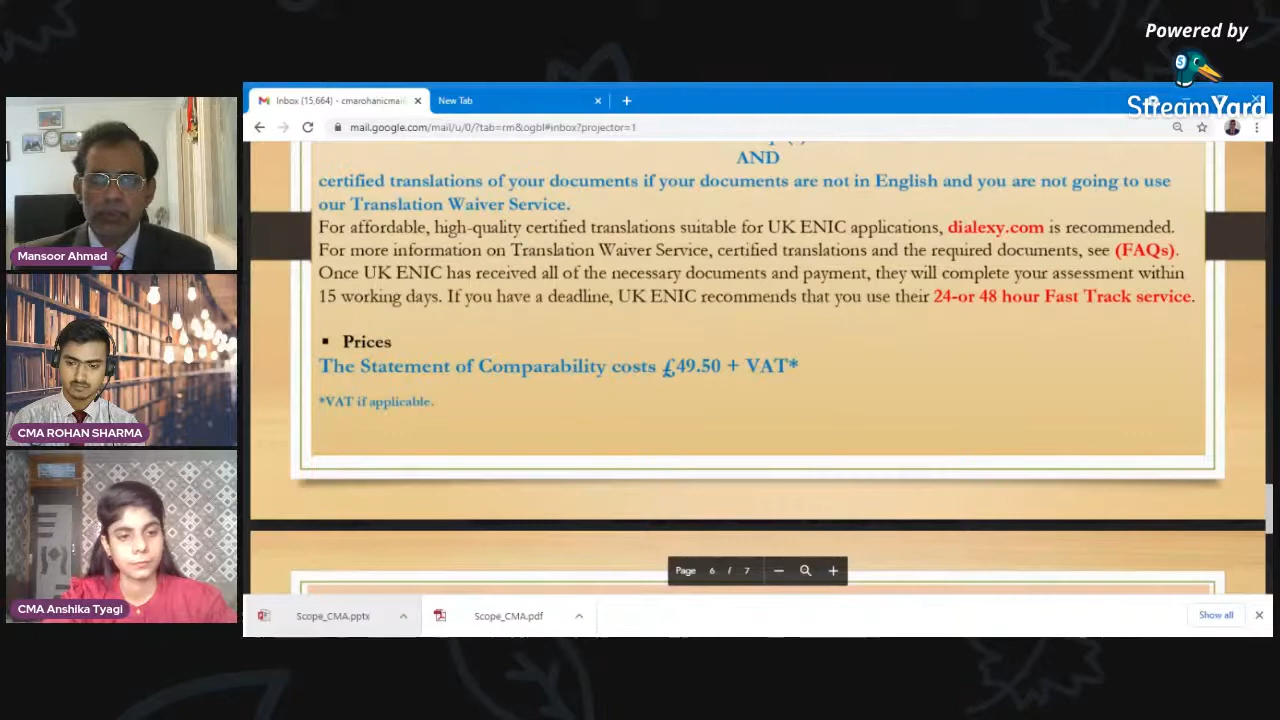 Powered by
StreamYard
Inbox (15,664) - cmarohanicmai
New Tab
mail.google.com/mail/u/0/?tab=rm&ogbl#inbox?projector=1
AND
certified translations of your documents if your documents are not in English and you are not going to use
our Translation Waiver Service.
For affordable, high-quality certified translations suitable for UK ENIC applications, dialexy.com is recommended.
For more information on Translation Waiver Service, certified translations and the required documents, see (FAQs).
Once UK ENIC has received all of the necessary documents and payment, they will complete your assessment within
15 working days. If you have a deadline, UK ENIC recommends that you use their 24-or 48 hour Fast Track service.
▪ Prices
The Statement of Comparability costs £49.50 + VAT*
*VAT if applicable.
Page 6 / 7
Scope_CMA.pptx
Scope_CMA.pdf
Show all
Mansoor Ahmad
CMA ROHAN SHARMA
CMA Anshika Tyagi